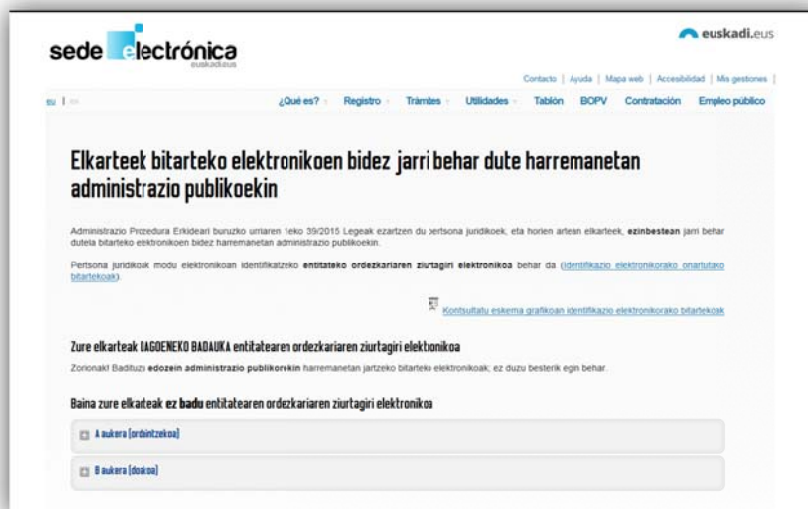 sede electrónica
euskadi.eus
euskadi.eus
Contacto | Ayuda | Mapa web | Accesibilidad | Mis gestiones |
eu | es
¿Qué es? Registro Trámites Utilidades Tablón BOPV Contratación Empleo público
Elkarteek bitarteko elektronikoen bidez jarri behar dute harremanetan
administrazio publikoekin
Administrazio Prozedura Erkideari buruzko urriaren 1eko 39/2015 Legeak ezartzen du pertsona juridikoek, eta horien artean elkarteek, ezinbestean jarri behar
dutela bitarteko elektronikoen bidez harremanetan administrazio publikoekin.
Pertsona juridikoak modu elektronikoan identifikatzeko entitateko ordezkariaren ziurtagiri elektronikoa behar da (Identifikazio elektronikorako onartutako
bitartekoak).
Kontsultatu eskema grafikoan identifikazio elektronikorako bitartekoak
Zure elkarteak IAGOENEKO BADAUKA entitatearen ordezkariaren ziurtagiri elektronikoa
Zorionak! Badituzu edozein administrazio publikorekin harremanetan jartzeko bitarteko elektronikoak; ez duzu besterik egin behar.
Baina zure elkarteak ez badu entitatearen ordezkariaren ziurtagiri elektronikoa
A aukera (ordaintzekoa)
B aukera (doakoa)